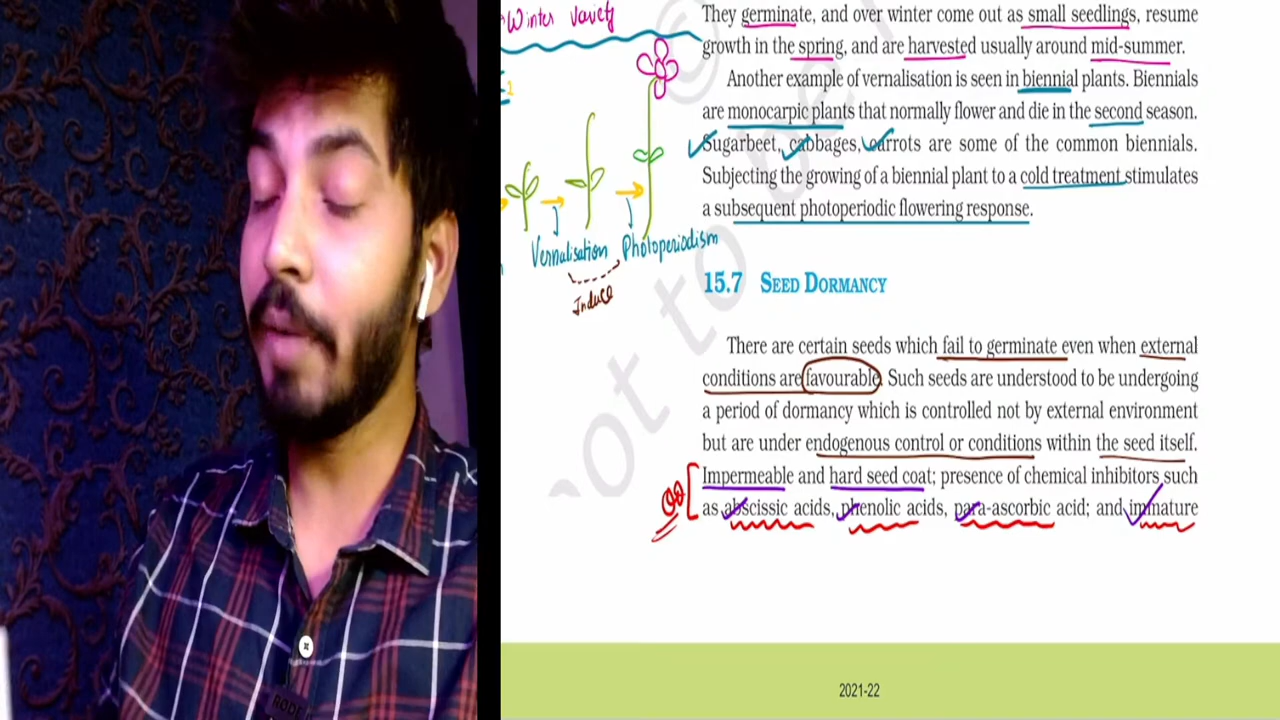 Winter Variety
They germinate, and over winter come out as small seedlings, resume
growth in the spring, and are harvested usually around mid-summer.
Another example of vernalisation is seen in biennial plants. Biennials
are monocarpic plants that normally flower and die in the second season.
Sugarbeet, cabbages, carrots are some of the common biennials.
Subjecting the growing of a biennial plant to a cold treatment stimulates
a subsequent photoperiodic flowering response.
Vernalisation Photoperiodism
Induce
15.7 SEED DORMANCY
There are certain seeds which fail to germinate even when external
conditions are favourable. Such seeds are understood to be undergoing
a period of dormancy which is controlled not by external environment
but are under endogenous control or conditions within the seed itself.
Impermeable and hard seed coat; presence of chemical inhibitors such
as abscissic acids, phenolic acids, para-ascorbic acid; and immature
not to be
©
2021-22
RODE